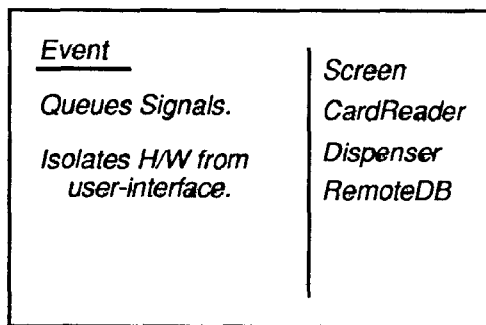 Event
Queues Signals.
Isolates H/W from
user-interface.
Screen
CardReader
Dispenser
RemoteDB